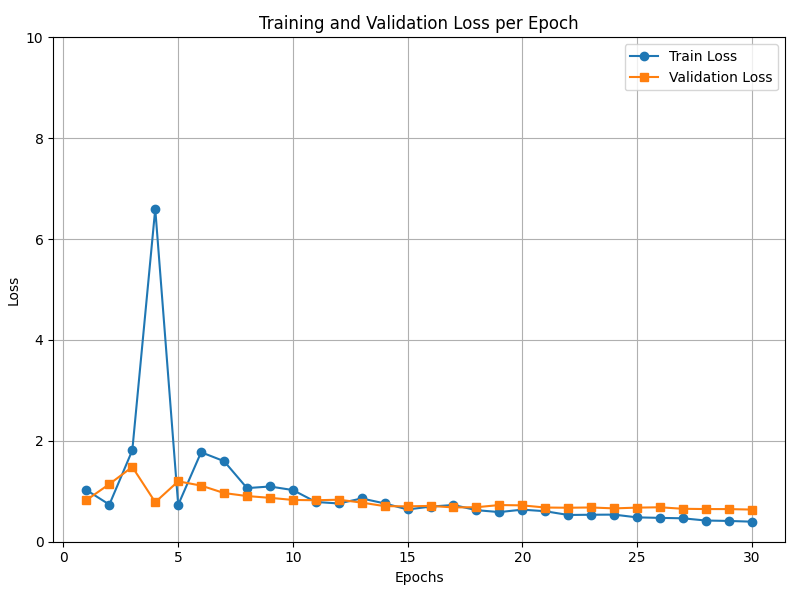 Training and Validation Loss per Epoch
Train Loss
Validation Loss
10
8
6
4
2
0
Loss
0 5 10 15 20 25 30
Epochs